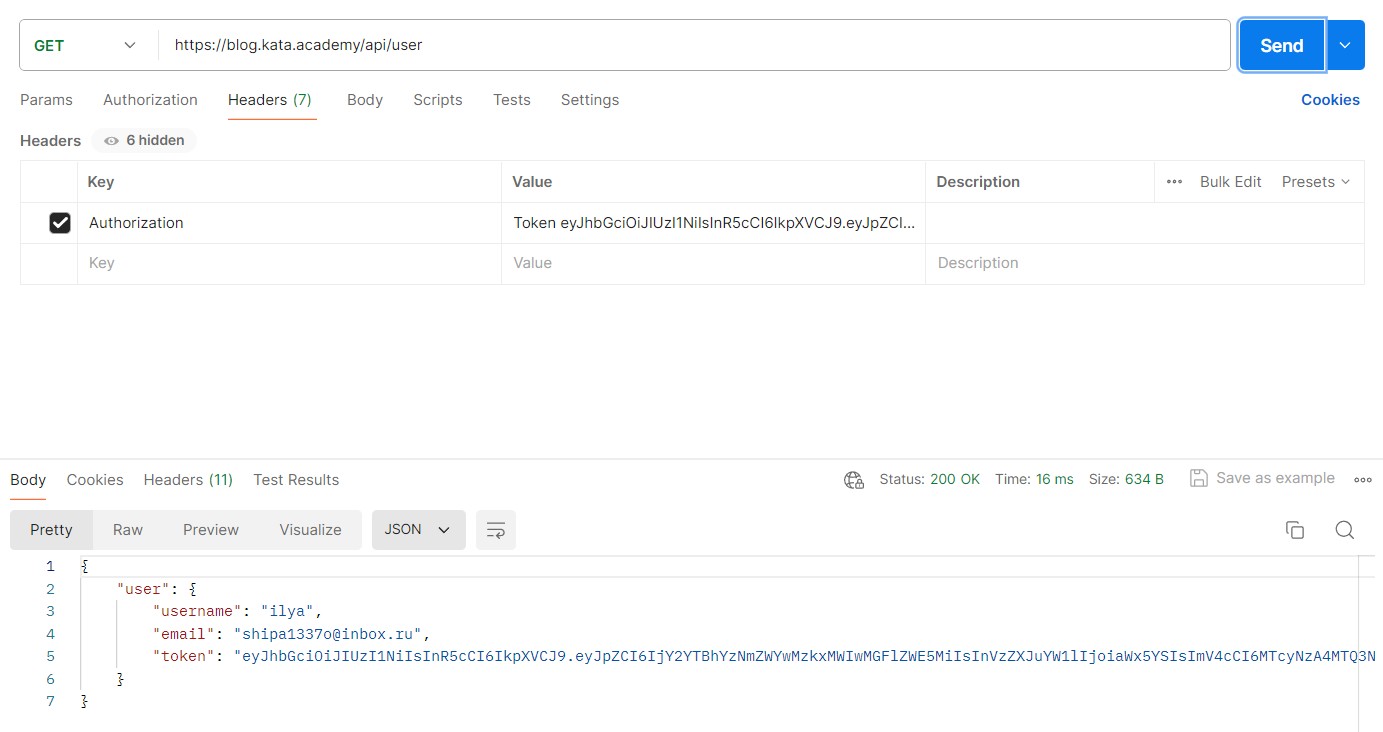 GET https://blog.kata.academy/api/user Send
Params Authorization Headers (7) Body Scripts Tests Settings Cookies
Headers 6 hidden
Key Value Description Bulk Edit Presets
Authorization Token eyJhbGciOiJIUzI1NiIsInR5cCI6IkpXVCJ9.eyJpZCI...
Key Value Description
Body Cookies Headers (11) Test Results Status: 200 OK Time: 16 ms Size: 634 B Save as example
Pretty Raw Preview Visualize JSON
1 {
2 "user": {
3 "username": "ilya",
4 "email": "shipa1337o@inbox.ru",
5 "token": "eyJhbGciOiJIUzI1NiIsInR5cCI6IkpXVCJ9.eyJpZCI6IjY2YTBhYzNmZWYwMzkxMWIwMGFlZWE5MiIsInVzZXJuYW1lIjoiaWx5YSIsImV4cCI6MTcyNzA4MTQ3N
6 }
7 }